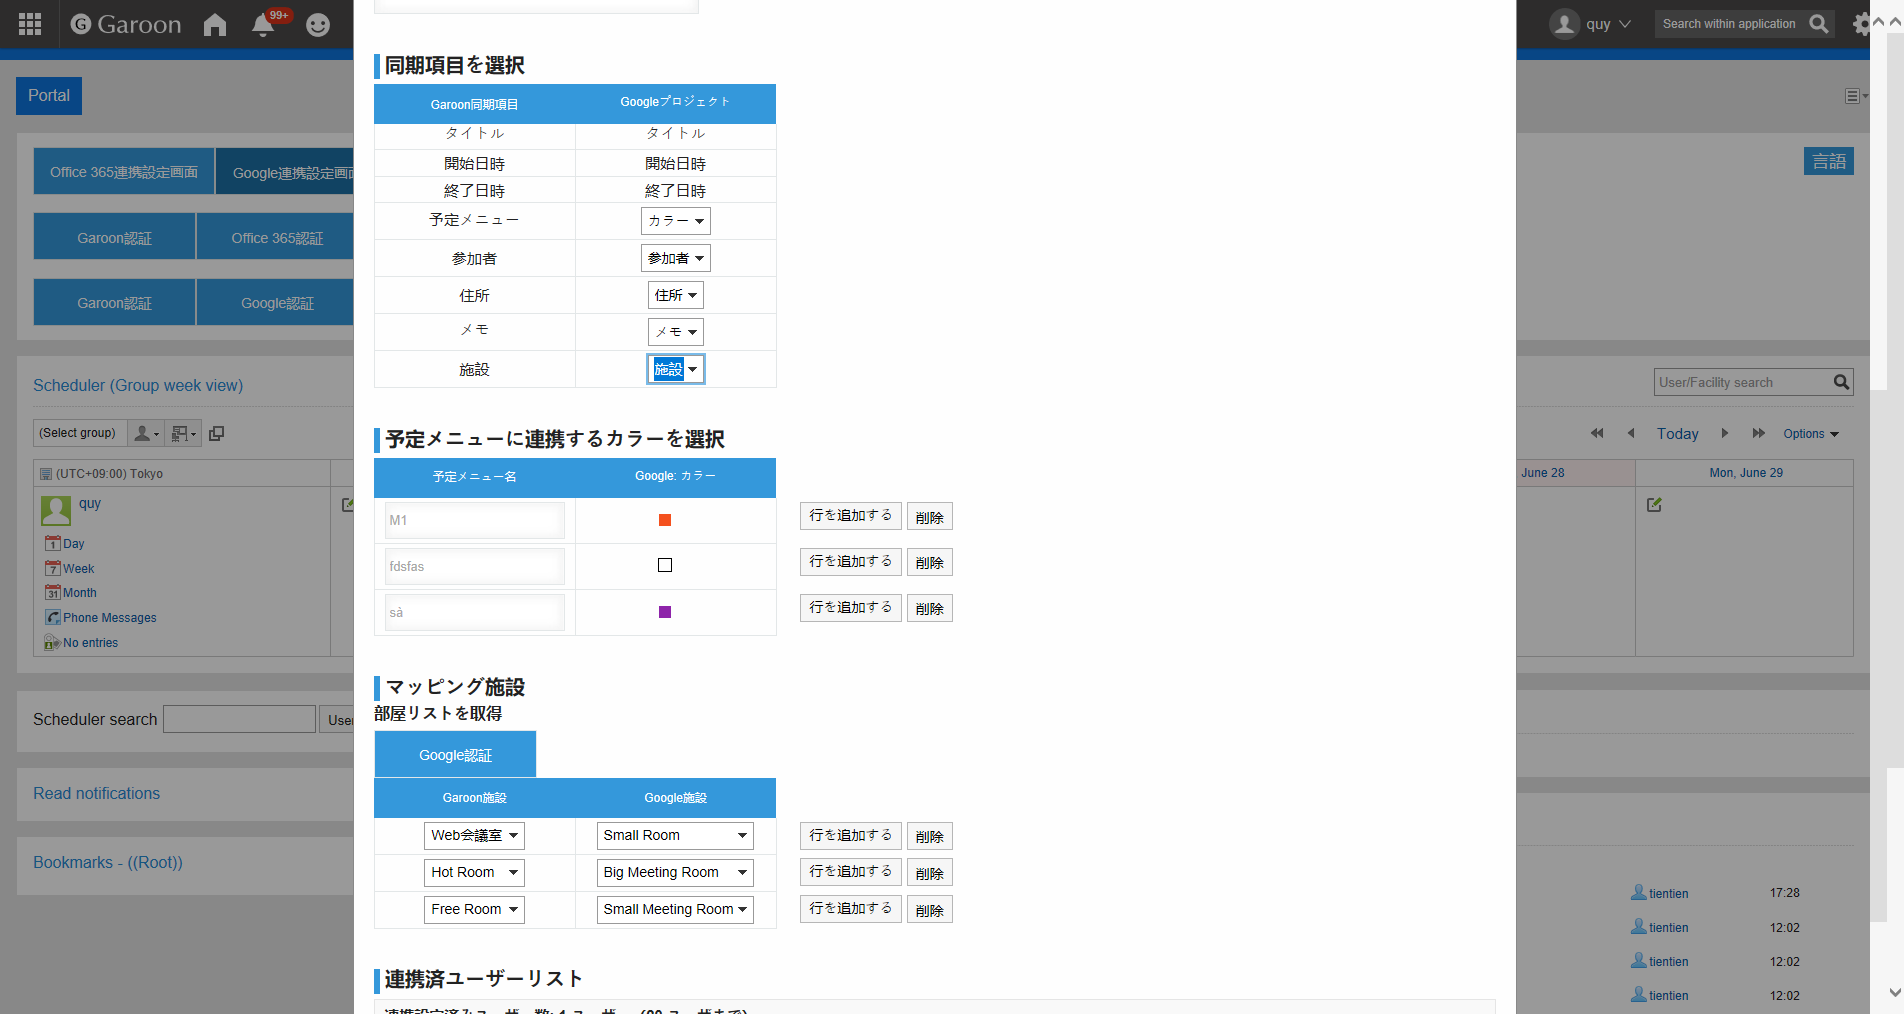 Garoon
99+
quy
Search within application
Portal
Office 365連携設定画面
Google連携設定画面
Garoon認証
Office 365認証
Garoon認証
Google認証
言語
Scheduler (Group week view)
User/Facility search
(Select group)
Today
Options
(UTC+09:00) Tokyo
June 28
Mon, June 29
quy
1 Day
7 Week
31 Month
Phone Messages
No entries
Scheduler search
User
Read notifications
Bookmarks - ((Root))
同期項目を選択
Garoon同期項目 Googleプロジェクト
タイトル タイトル
開始日時 開始日時
終了日時 終了日時
予定メニュー カラー
参加者 参加者
住所 住所
メモ メモ
施設 施設
予定メニューに連携するカラーを選択
予定メニュー名 Google: カラー
M1 行を追加する 削除
fdsfas 行を追加する 削除
sà 行を追加する 削除
マッピング施設
部屋リストを取得
Google認証
Garoon施設 Google施設
Web会議室 Small Room 行を追加する 削除
Hot Room Big Meeting Room 行を追加する 削除
Free Room Small Meeting Room 行を追加する 削除
連携済ユーザーリスト
tientien 17:28
tientien 12:02
tientien 12:02
tientien 12:02